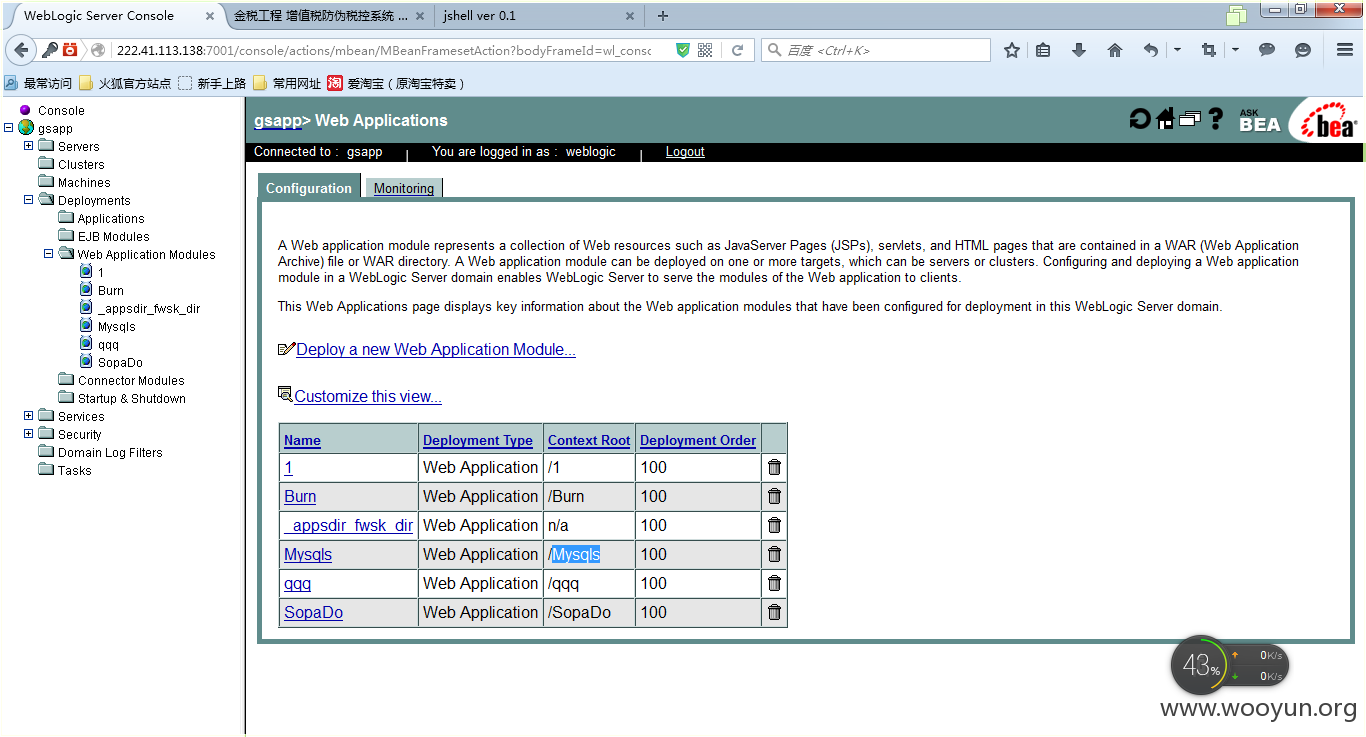 WebLogic Server Console
金税工程 增值税防伪税控系统 ...
jshell ver 0.1
222.41.113.138:7001/console/actions/mbean/MBeanFramesetAction?bodyFrameId=wl_consc
百度 <Ctrl+K>
最常访问 火狐官方站点 新手上路 常用网址 淘 爱淘宝（原淘宝特卖）
Console
gsapp
Servers
Clusters
Machines
Deployments
Applications
EJB Modules
Web Application Modules
1
Burn
_appsdir_fwsk_dir
Mysqls
qqq
SopaDo
Connector Modules
Startup & Shutdown
Services
Security
Domain Log Filters
Tasks
gsapp> Web Applications
ASK BEA
bea
Connected to : gsapp | You are logged in as : weblogic | Logout
Configuration Monitoring
A Web application module represents a collection of Web resources such as JavaServer Pages (JSPs), servlets, and HTML pages that are contained in a WAR (Web Application
Archive) file or WAR directory. A Web application module can be deployed on one or more targets, which can be servers or clusters. Configuring and deploying a Web application
module in a WebLogic Server domain enables WebLogic Server to serve the modules of the Web application to clients.
This Web Applications page displays key information about the Web application modules that have been configured for deployment in this WebLogic Server domain.
Deploy a new Web Application Module...
Customize this view...
Name Deployment Type Context Root Deployment Order
1 Web Application /1 100
Burn Web Application /Burn 100
_appsdir_fwsk_dir Web Application n/a 100
Mysqls Web Application /Mysqls 100
qqq Web Application /qqq 100
SopaDo Web Application /SopaDo 100
43%
0K/s
0K/s
www.wooyun.org